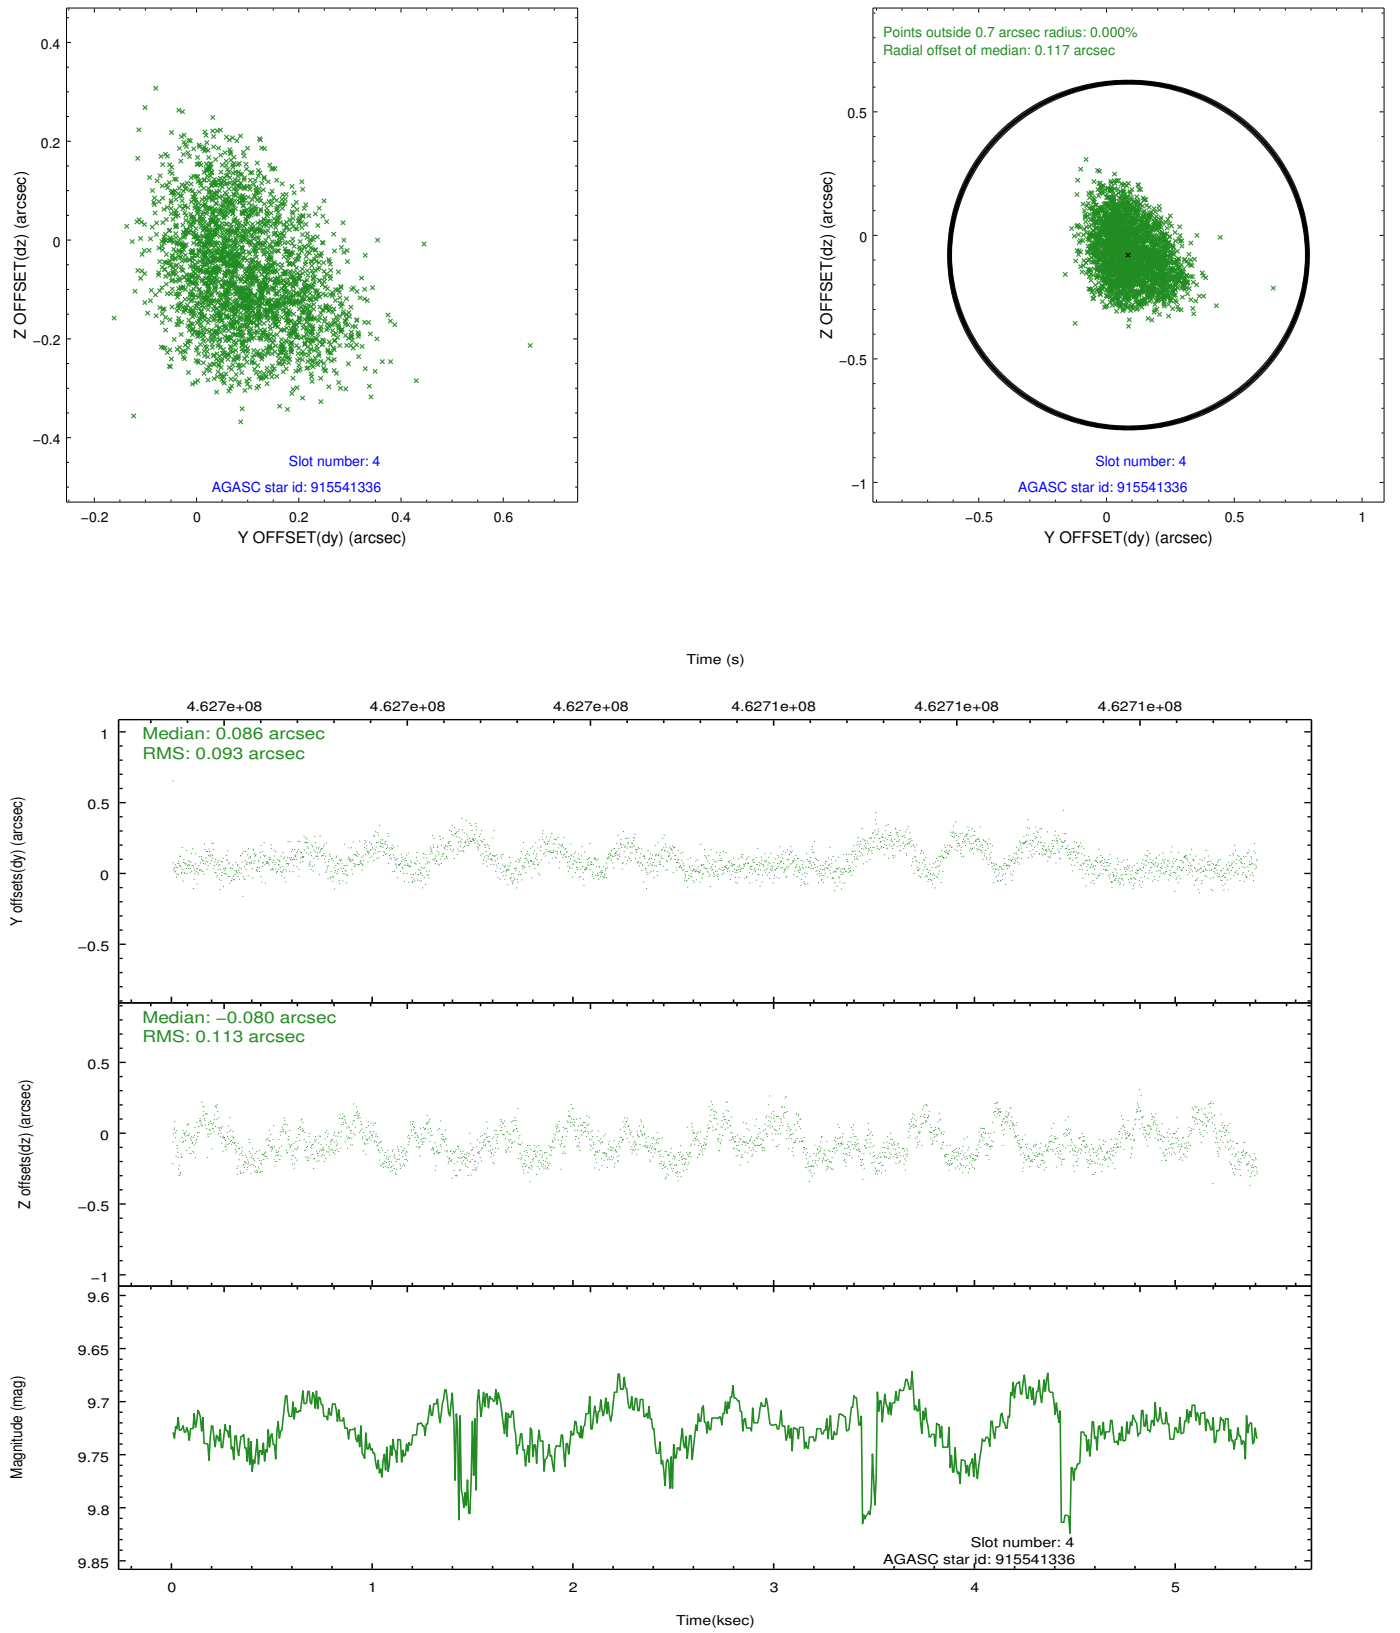 0.4
0.2
0
−0.2
−0.4
Z OFFSET(dz) (arcsec)
Slot number: 4
AGASC star id: 915541336
−0.2 0 0.2 0.4 0.6
Y OFFSET(dy) (arcsec)
Points outside 0.7 arcsec radius: 0.000%
Radial offset of median: 0.117 arcsec
0.5
0
−0.5
−1
Z OFFSET(dz) (arcsec)
Slot number: 4
AGASC star id: 915541336
−0.5 0 0.5 1
Y OFFSET(dy) (arcsec)
Time (s)
4.627e+08 4.627e+08 4.627e+08 4.6271e+08 4.6271e+08 4.6271e+08
Median: 0.086 arcsec
RMS: 0.093 arcsec
1
0.5
0
−0.5
Y offsets(dy) (arcsec)
Median: −0.080 arcsec
RMS: 0.113 arcsec
0.5
0
−0.5
−1
Z offsets(dz) (arcsec)
9.6
9.65
9.7
9.75
9.8
9.85
Magnitude (mag)
Slot number: 4
AGASC star id: 915541336
0 1 2 3 4 5
Time(ksec)